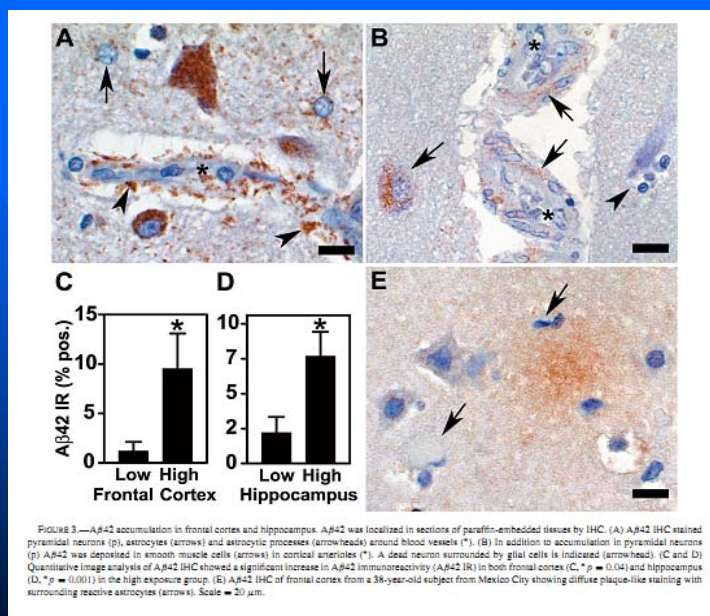 A
B
*
*
*
C
D
E
Aβ42 IR (% pos.)
15
10
5
0
*
Low High
Frontal Cortex
10
7
5
2
0
*
Low High
Hippocampus
FIGURE 3.—Aβ42 accumulation in frontal cortex and hippocampus. Aβ42 was localized in sections of paraffin-embedded tissues by IHC. (A) Aβ42 IHC stained
pyramidal neurons (p), astrocytes (arrows) and astrocytic processes (arrowheads) around blood vessels (*). (B) In addition to accumulation in pyramidal neurons
(p) Aβ42 was deposited in smooth muscle cells (arrows) in cortical arterioles (*). A dead neuron surrounded by glial cells is indicated (arrowhead). (C and D)
Quantitative image analysis of Aβ42 IHC showed a significant increase in Aβ42 immunoreactivity (Aβ42 IR) in both frontal cortex (C, *p = 0.04) and hippocampus
(D, *p = 0.001) in the high exposure group. (E) Aβ42 IHC of frontal cortex from a 38-year-old subject from Mexico City showing diffuse plaque-like staining with
surrounding reactive astrocytes (arrows). Scale = 20 μm.